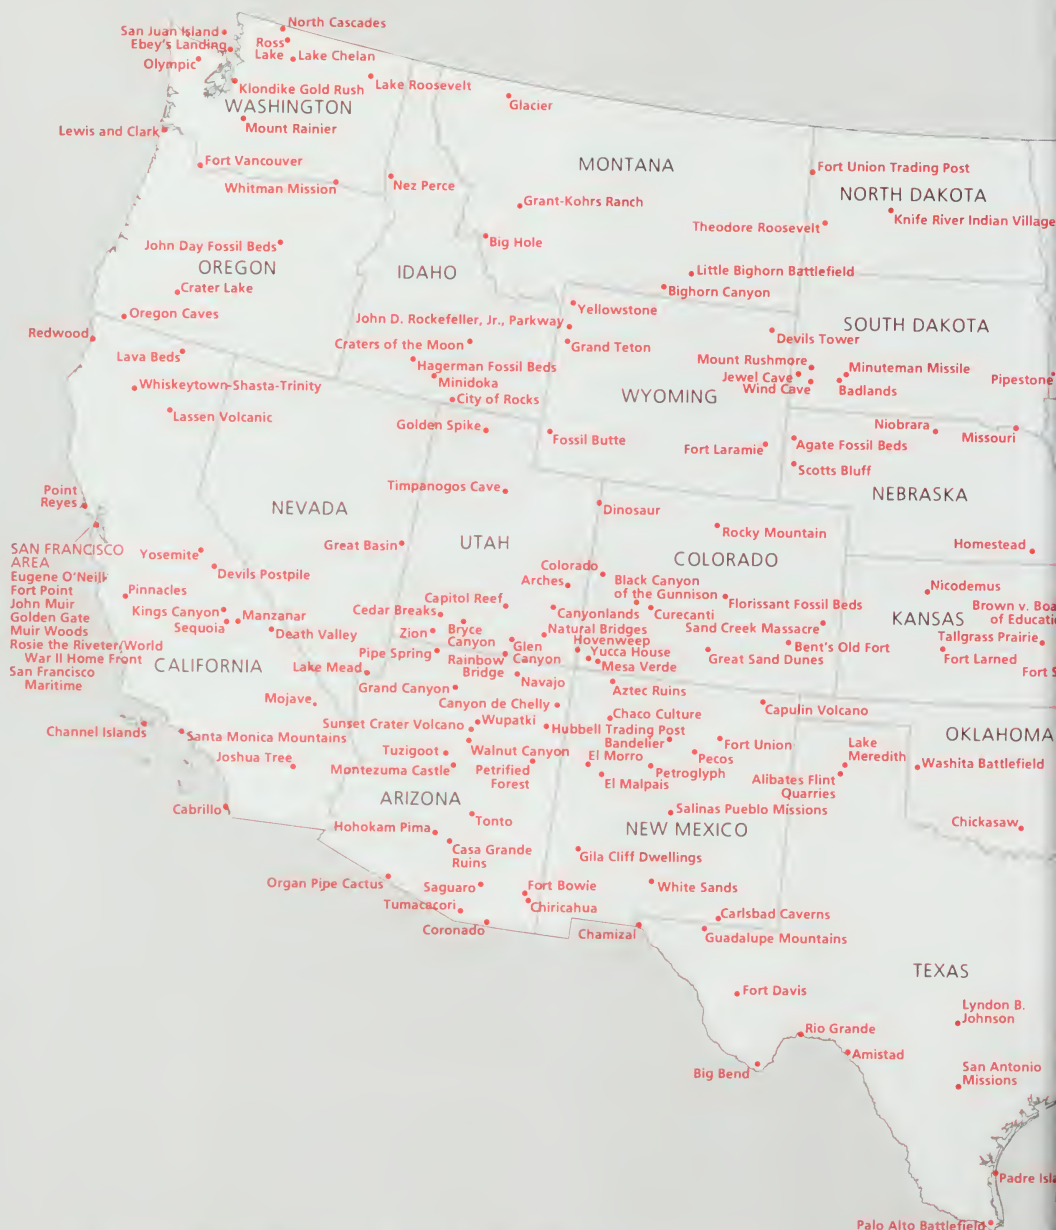 North Cascades
San Juan Island
Ebey's Landing
Ross
Lake
Lake Chelan
Olympic
Klondike Gold Rush
Lake Roosevelt
Glacier
WASHINGTON
Mount Rainier
Lewis and Clark
Fort Vancouver
Whitman Mission
Nez Perce
MONTANA
Fort Union Trading Post
NORTH DAKOTA
Grant-Kohrs Ranch
Theodore Roosevelt
Knife River Indian Village
John Day Fossil Beds
Big Hole
OREGON
IDAHO
Little Bighorn Battlefield
Crater Lake
Bighorn Canyon
Oregon Caves
Yellowstone
John D. Rockefeller, Jr., Parkway
SOUTH DAKOTA
Redwood
Devils Tower
Lava Beds
Craters of the Moon
Grand Teton
Hagerman Fossil Beds
Mount Rushmore
Minuteman Missile
Whiskeytown-Shasta-Trinity
Minidoka
Jewel Cave
Wind Cave
Badlands
Pipestone
City of Rocks
WYOMING
Lassen Volcanic
Golden Spike
Fossil Butte
Fort Laramie
Niobrara
Missouri
Agate Fossil Beds
Scotts Bluff
Point
Reyes
Timpanogos Cave
NEBRASKA
NEVADA
Dinosaur
Rocky Mountain
SAN FRANCISCO
AREA
Eugene O'Neill
Fort Point
John Muir
Golden Gate
Muir Woods
Rosie the Riveter/World
War II Home Front
San Francisco
Maritime
Yosemite
Great Basin
UTAH
COLORADO
Homestead
Devils Postpile
Colorado
Arches
Black Canyon
of the Gunnison
Nicodemus
Pinnacles
Capitol Reef
Florissant Fossil Beds
Kings Canyon
Manzanar
Cedar Breaks
Canyonlands
Curecanti
KANSAS
Brown v. Boa
of Educati
Sequoia
Death Valley
Zion
Bryce
Canyon
Natural Bridges
Sand Creek Massacre
Tallgrass Prairie
Hovenweep
Glen
Canyon
Yucca House
Bent's Old Fort
Pipe Spring
Rainbow
Bridge
Mesa Verde
Great Sand Dunes
Fort Larned
CALIFORNIA
Lake Mead
Navajo
Fort S
Grand Canyon
Aztec Ruins
Mojave
Canyon de Chelly
Capulin Volcano
Chaco Culture
Channel Islands
Sunset Crater Volcano
Wupatki
Hubbell Trading Post
Santa Monica Mountains
Bandelier
Fort Union
Lake
Meredith
OKLAHOMA
Joshua Tree
Tuzigoot
Walnut Canyon
El Morro
Pecos
Washita Battlefield
Montezuma Castle
Petrified
Forest
Petroglyph
El Malpais
Alibates Flint
Quarries
ARIZONA
Cabrillo
Salinas Pueblo Missions
Tonto
NEW MEXICO
Chickasaw
Hohokam Pima
Casa Grande
Ruins
Gila Cliff Dwellings
Organ Pipe Cactus
Saguaro
Fort Bowie
White Sands
Tumacacori
Chiricahua
Carlsbad Caverns
Coronado
Chamizal
Guadalupe Mountains
TEXAS
Fort Davis
Lyndon B.
Johnson
Rio Grande
Amistad
Big Bend
San Antonio
Missions
Padre Isla
Palo Alto Battlefield